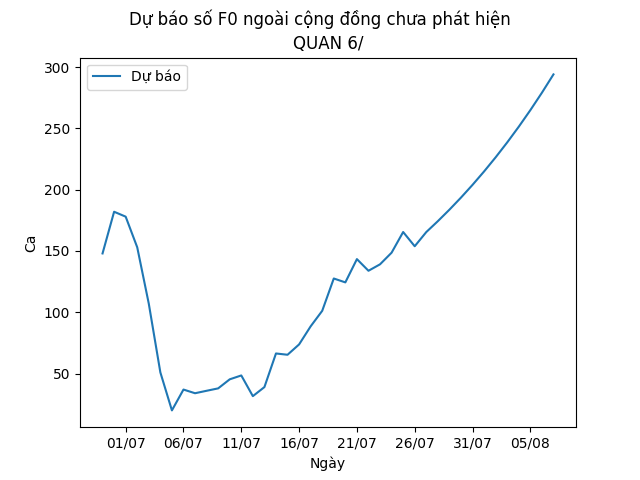 Dự báo số F0 ngoài cộng đồng chưa phát hiện
QUAN 6/
300
250
200
150
100
50
Dự báo
Ca
01/07 06/07 11/07 16/07 21/07 26/07 31/07 05/08
Ngày